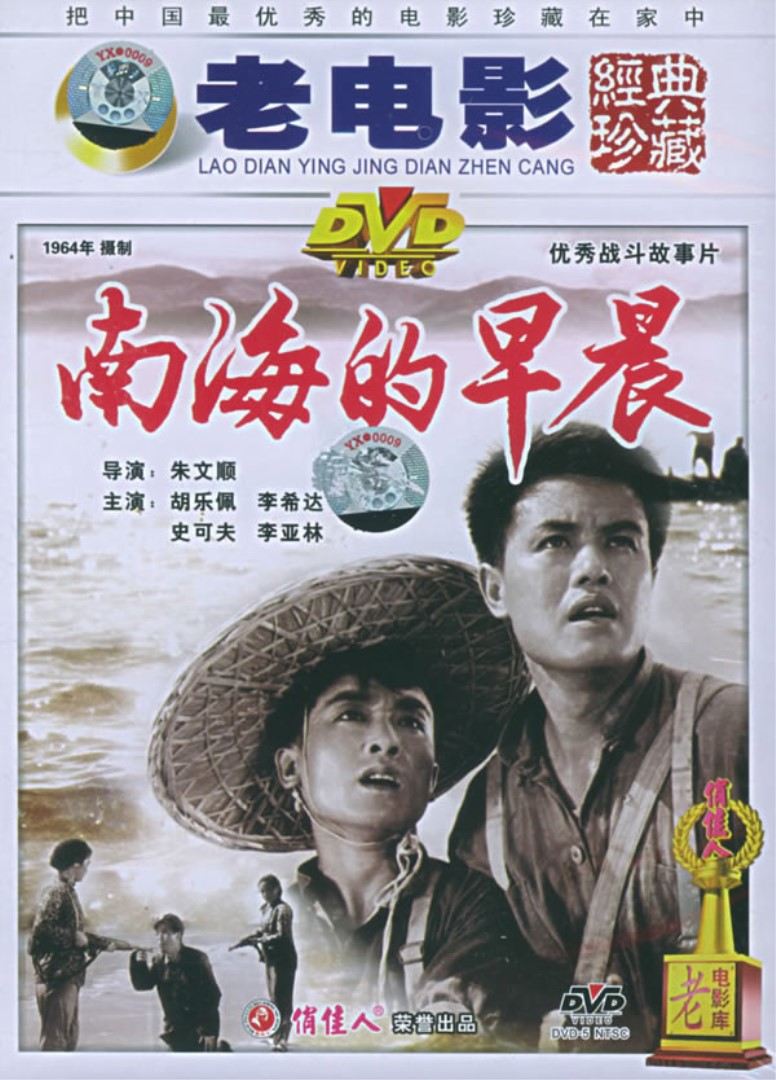 把中国最优秀的电影珍藏在家中
YX●0009
老电影
經典
珍藏
LAO DIAN YING JING DIAN ZHEN CANG
DVD
VIDEO
1964年 摄制
优秀战斗故事片
南海的早晨
YX●0009
导演：朱文顺
主演：胡乐佩 李希达
史可夫 李亚林
俏佳人
老电影库
俏佳人® 荣誉出品
DVD
VIDEO
DVD-5 NTSC